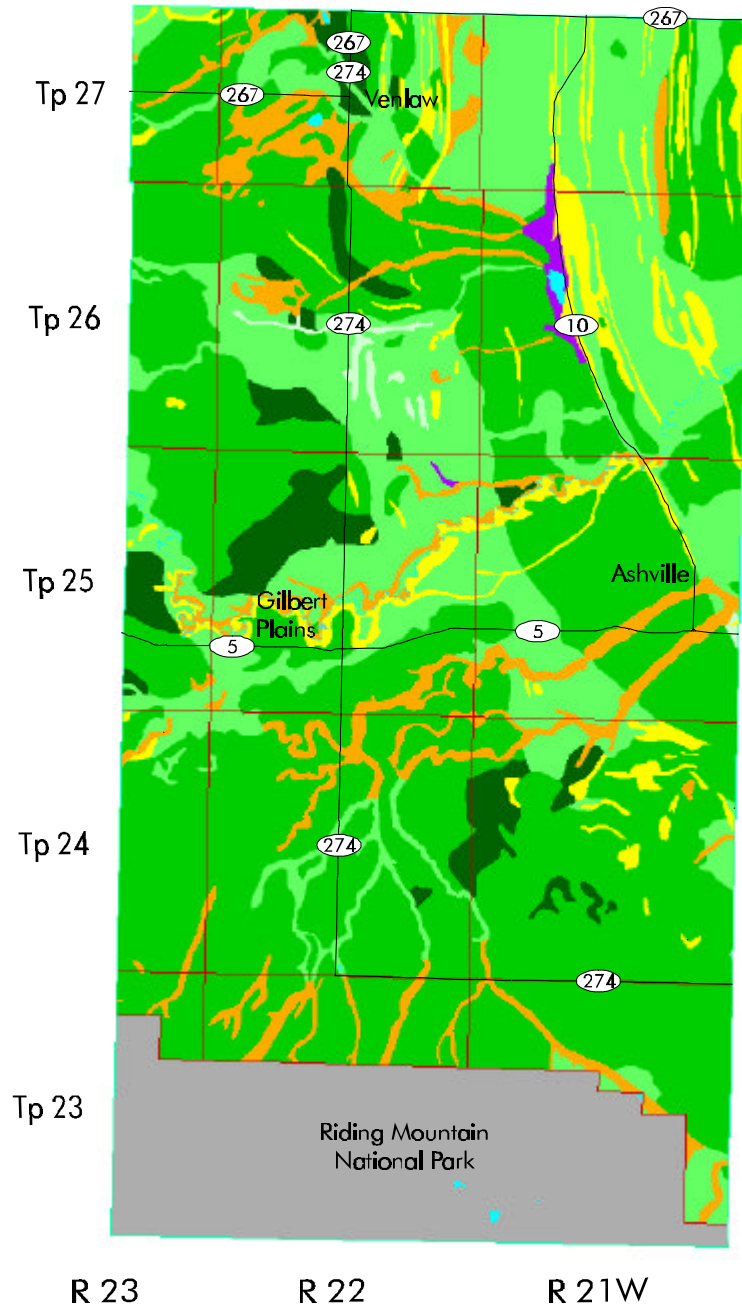 267
267
274
Tp 27
267
Venlaw
Tp 26
274
10
Tp 25
Ashville
Gilbert
Plains
5
5
Tp 24
274
274
Tp 23
Riding Mountain
National Park
R 23
R 22
R 21W